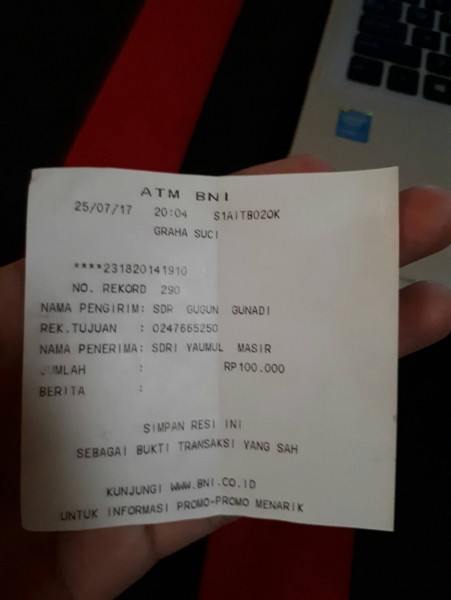 ATM BNI
25/07/17 20:04 S1AITB020K
GRAHA SUCI
****231820141910
NO. REKORD 290
NAMA PENGIRIM: SDR GUGUN GUNADI
REK.TUJUAN : 0247665250
NAMA PENERIMA: SDRI YAUMUL MASIR
JUMLAH : RP100.000
BERITA :
SIMPAN RESI INI
SEBAGAI BUKTI TRANSAKSI YANG SAH
KUNJUNGI WWW.BNI.CO.ID
UNTUK INFORMASI PROMO-PROMO MENARIK